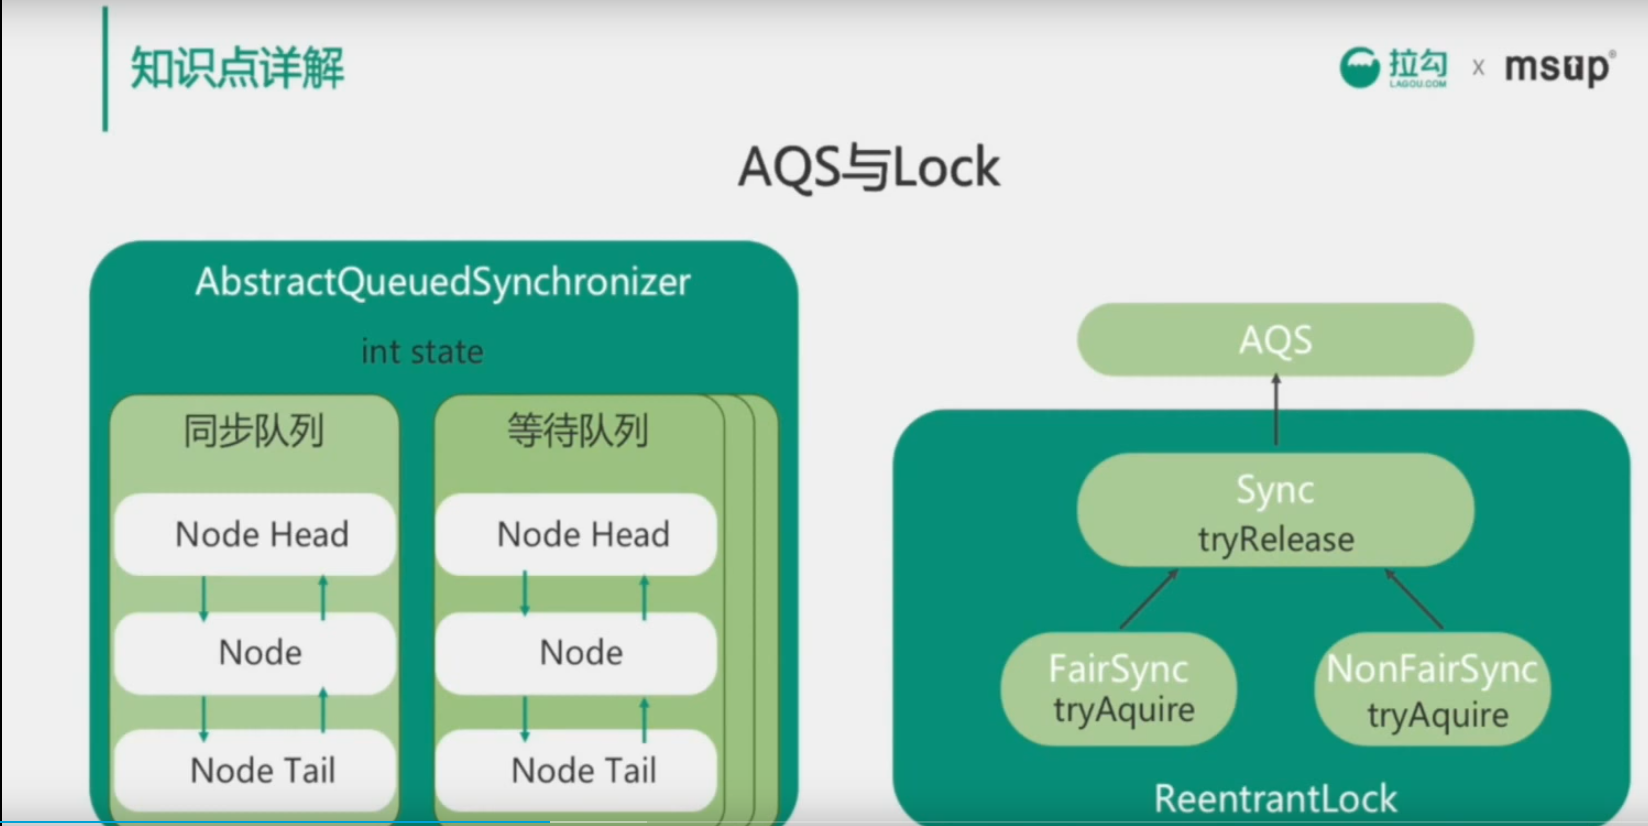 知识点详解
拉勾
LAGOU.COM
x
msup®
AQS与Lock
AbstractQueuedSynchronizer
int state
同步队列
Node Head
Node
Node Tail
等待队列
Node Head
Node
Node Tail
AQS
Sync
tryRelease
FairSync
tryAquire
NonFairSync
tryAquire
ReentrantLock